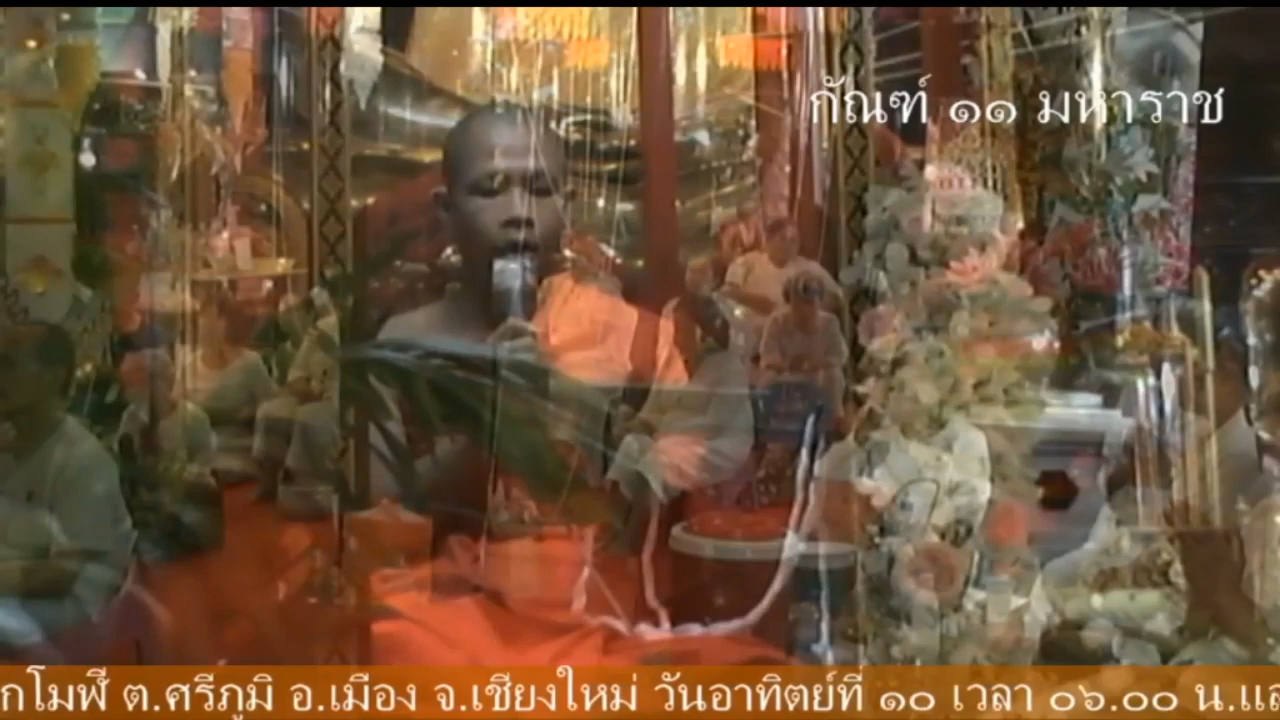 กัณฑ์ ๑๑ มหาราช
กโมฬี ต.ศรีภูมิ อ.เมือง จ.เชียงใหม่ วันอาทิตย์ที่ ๑๐ เวลา ๐๖.๐๐ น.แล